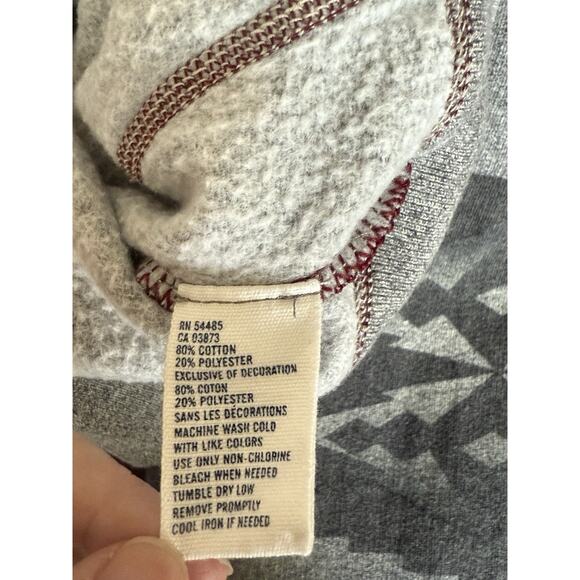 RN 54485
CA 03873
80% COTTON
20% POLYESTER
EXCLUSIVE OF DECORATION
80% COTON
20% POLYESTER
SANS LES DÉCORATIONS
MACHINE WASH COLD
WITH LIKE COLORS
USE ONLY NON-CHLORINE
BLEACH WHEN NEEDED
TUMBLE DRY LOW
REMOVE PROMPTLY
COOL IRON IF NEEDED